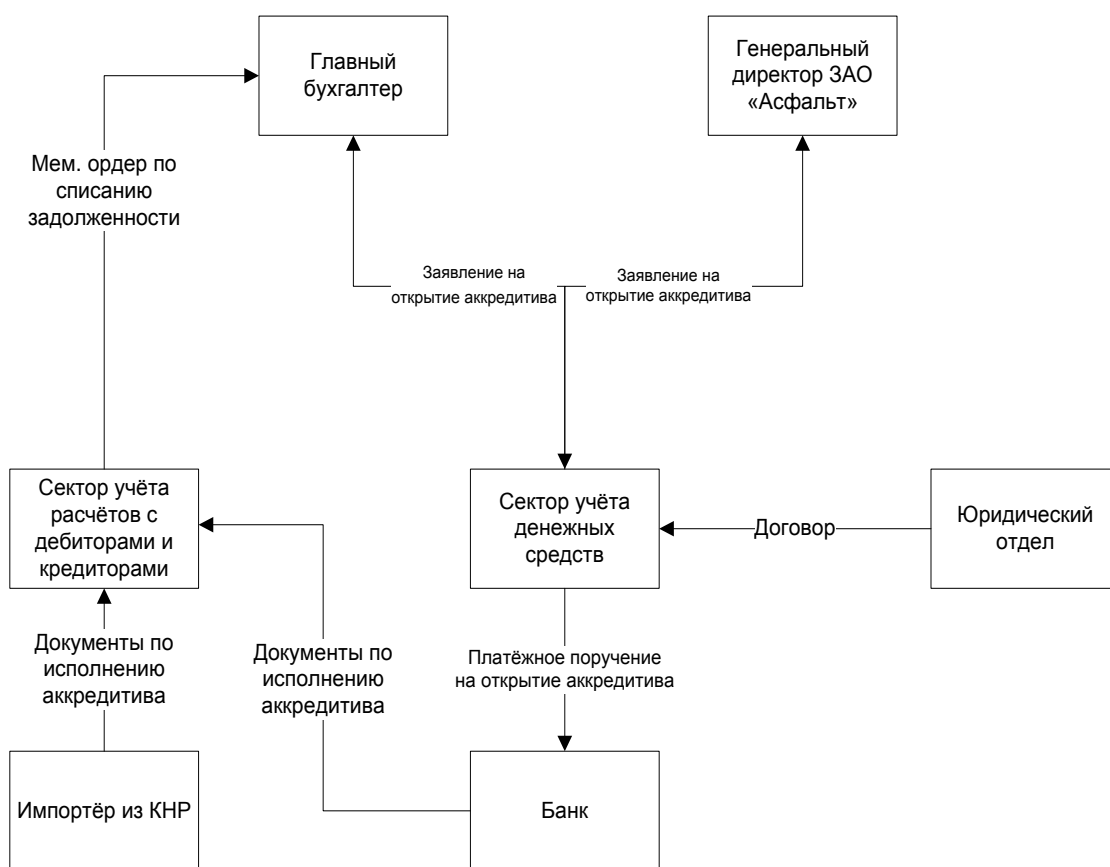 Главный
бухгалтер
Генеральный
директор ЗАО
«Асфальт»
Мем. ордер по
списанию
задолженности
Заявление на
открытие аккредитива
Заявление на
открытие аккредитива
Сектор учёта
расчётов с
дебиторами и
кредиторами
Сектор учёта
денежных
средств
Договор
Юридический
отдел
Документы по
исполнению
аккредитива
Документы по
исполнению
аккредитива
Платёжное поручение
на открытие аккредитива
Импортёр из КНР
Банк